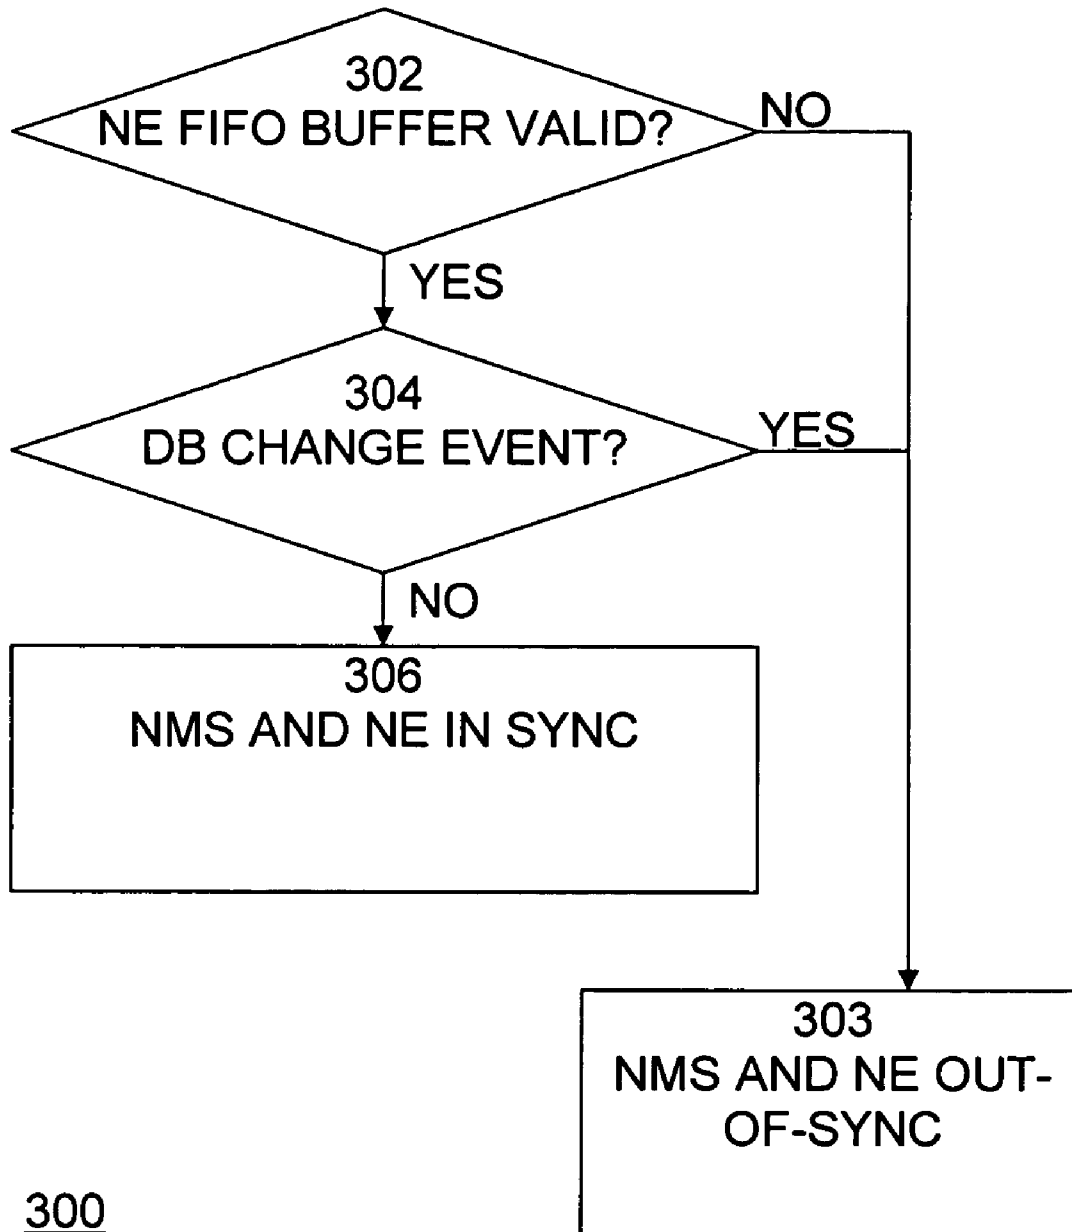 302
NE FIFO BUFFER VALID?
NO
YES
304
DB CHANGE EVENT?
YES
NO
306
NMS AND NE IN SYNC
303
NMS AND NE OUT-
OF-SYNC
300